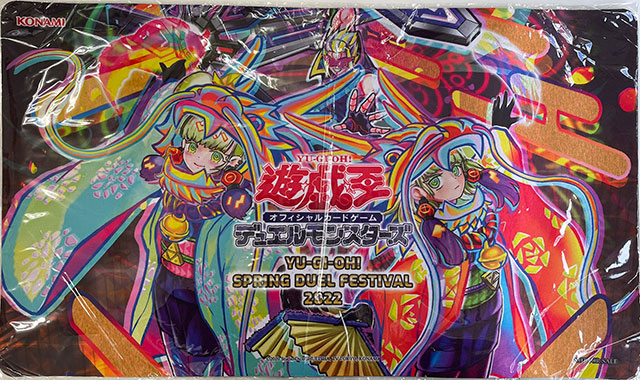 KONAMI
YU-GI-OH!
遊戯王
オフィシャルカードゲーム
デュエルモンスターズ
YU-GI-OH!
SPRING DUEL FESTIVAL
2022
SALE